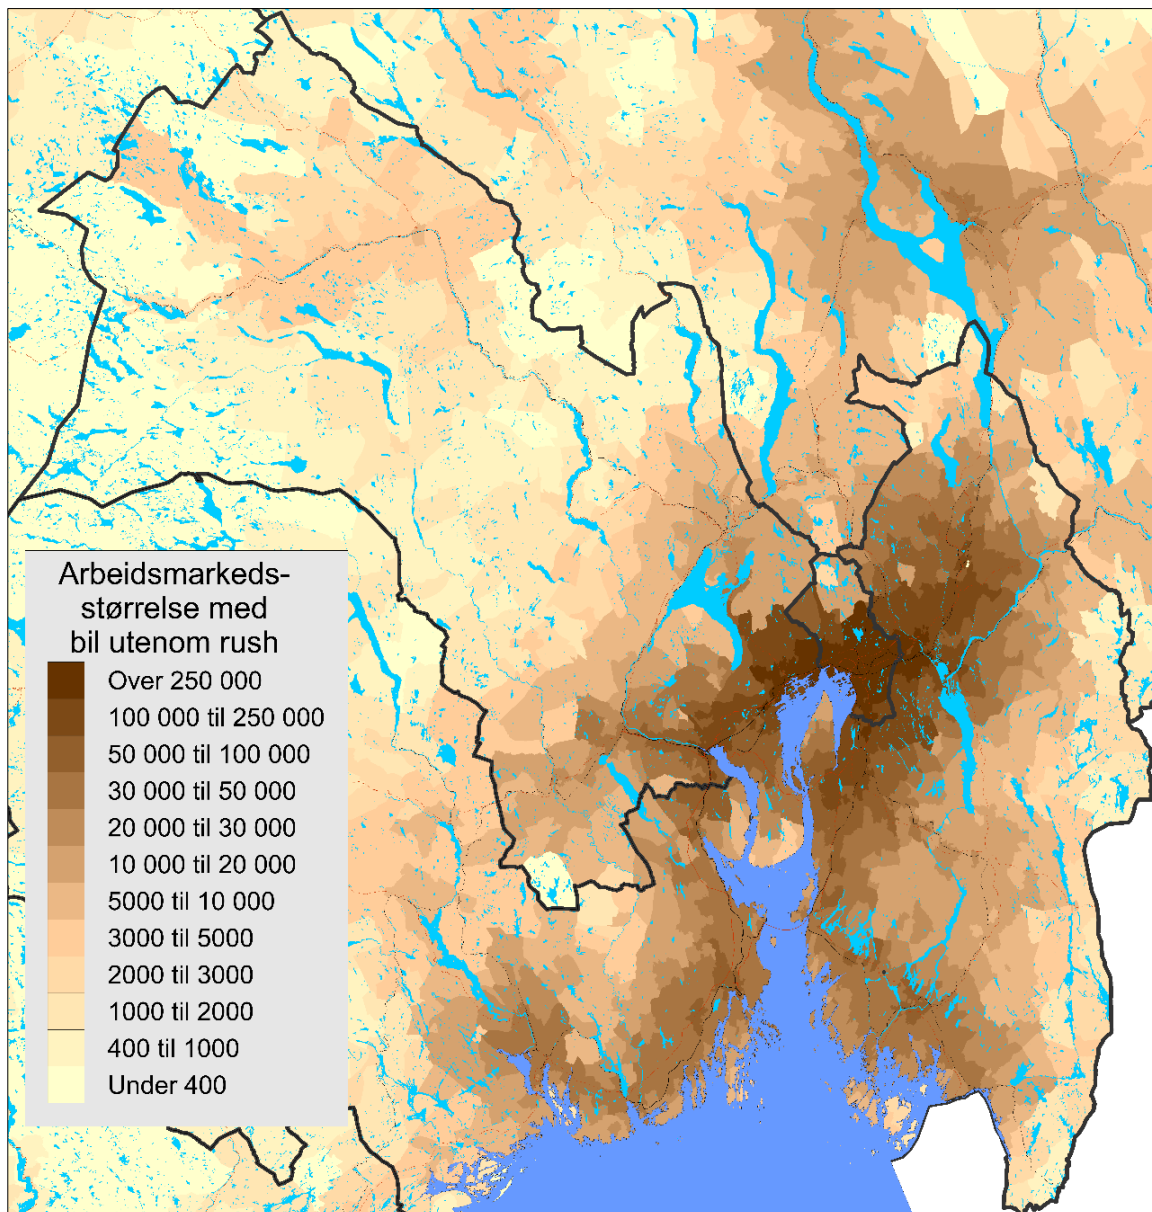 Arbeidsmarkeds-
størrelse med
bil utenom rush
Over 250 000
100 000 til 250 000
50 000 til 100 000
30 000 til 50 000
20 000 til 30 000
10 000 til 20 000
5000 til 10 000
3000 til 5000
2000 til 3000
1000 til 2000
400 til 1000
Under 400